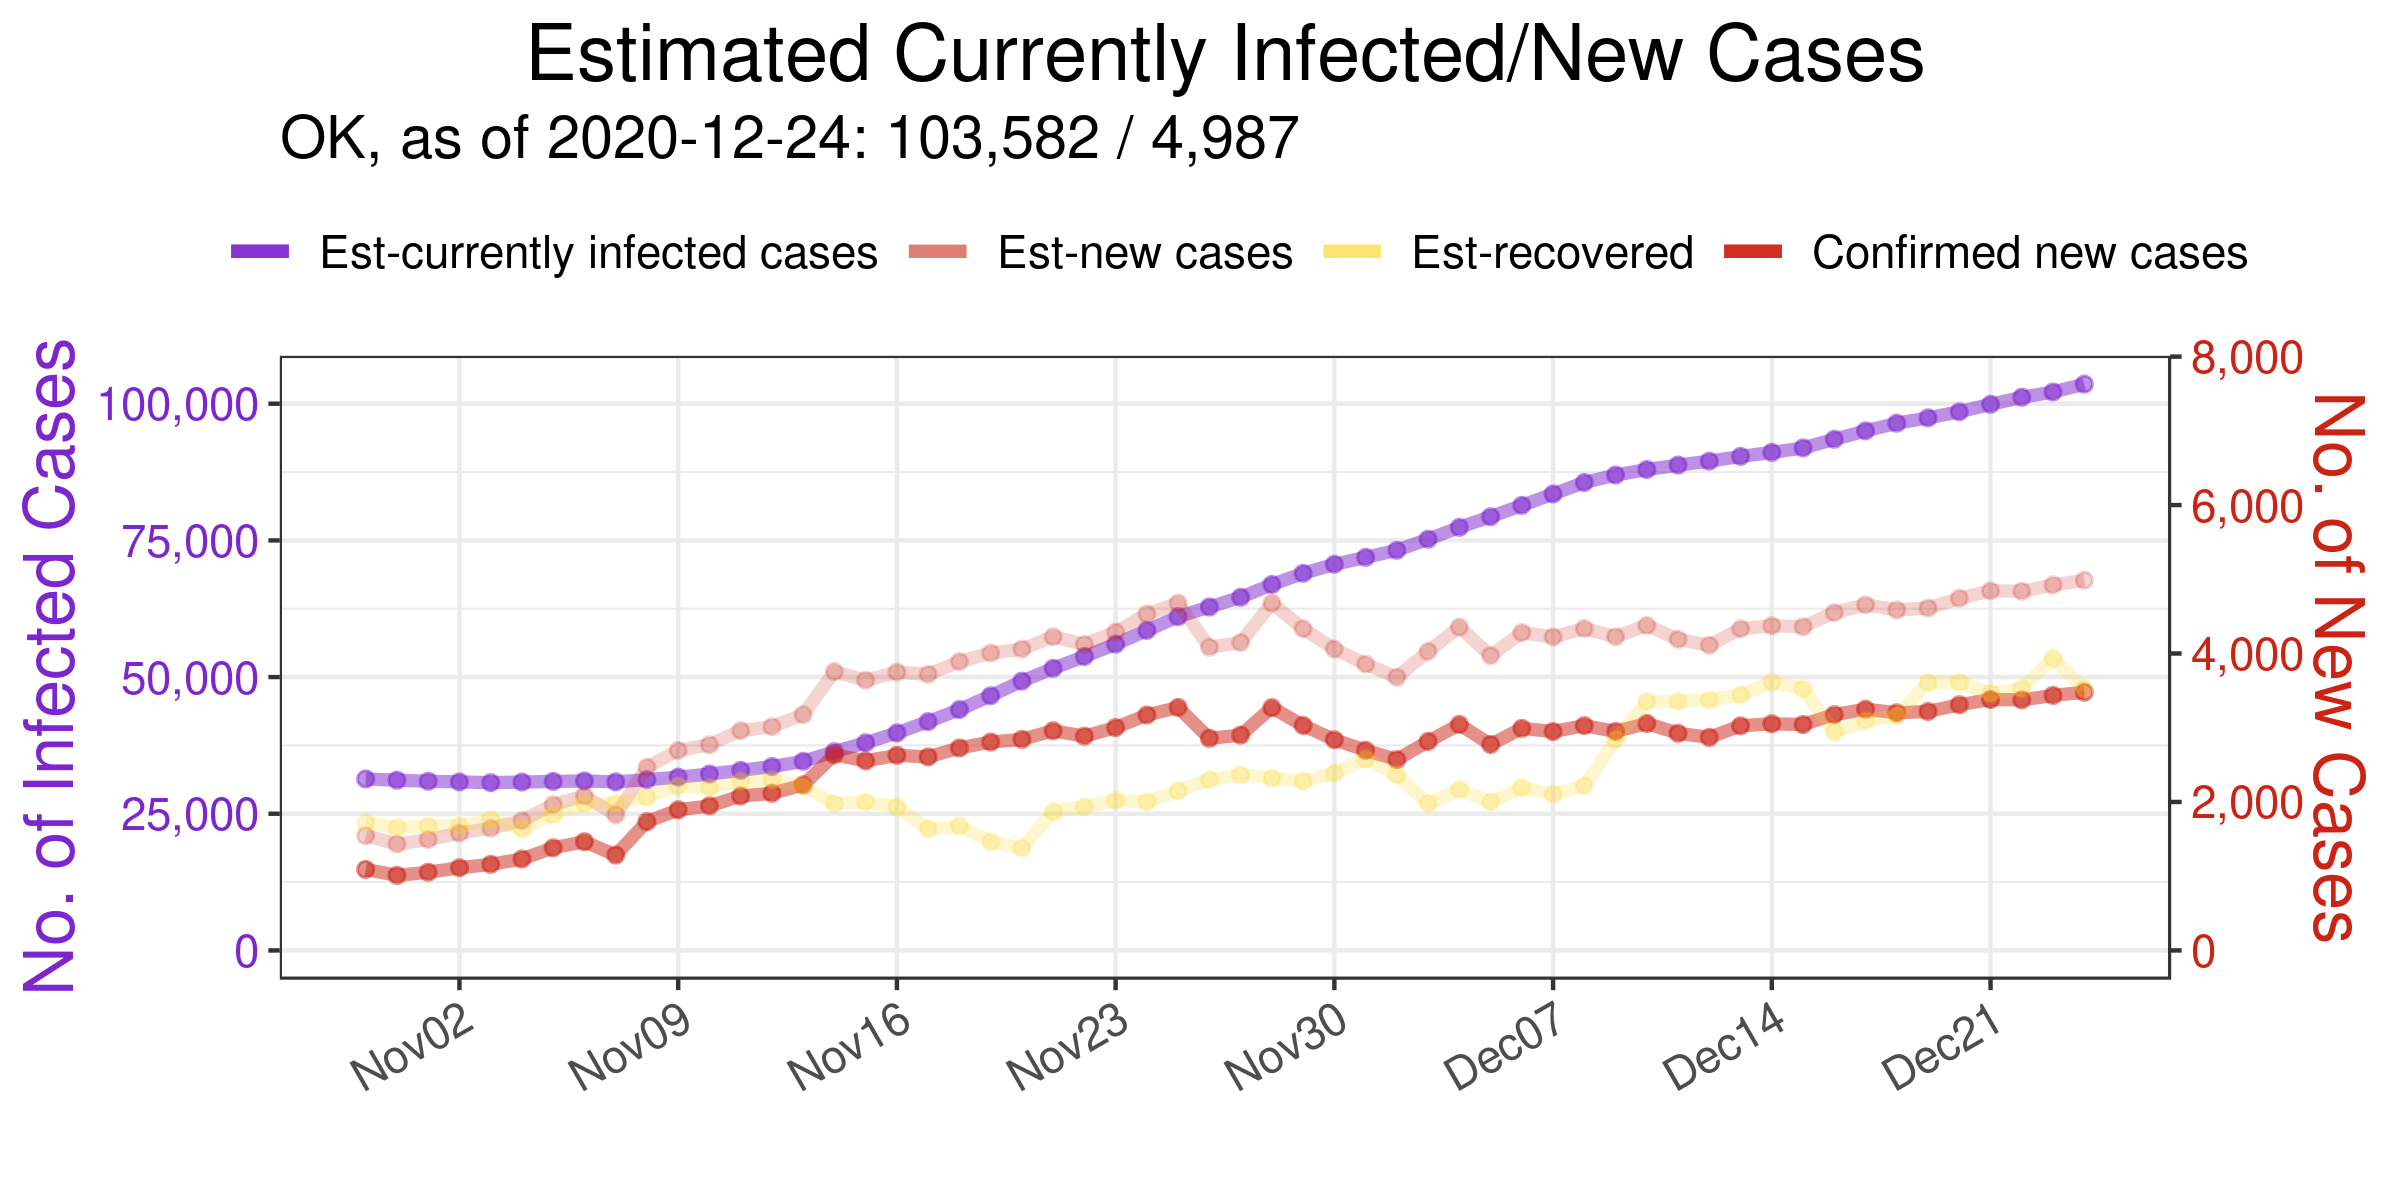 Estimated Currently Infected/New Cases
OK, as of 2020-12-24: 103,582 / 4,987
Est-currently infected cases Est-new cases Est-recovered Confirmed new cases
No. of Infected Cases
100,000
75,000
50,000
25,000
0
8,000
6,000
4,000
2,000
0
No. of New Cases
Nov02 Nov09 Nov16 Nov23 Nov30 Dec07 Dec14 Dec21